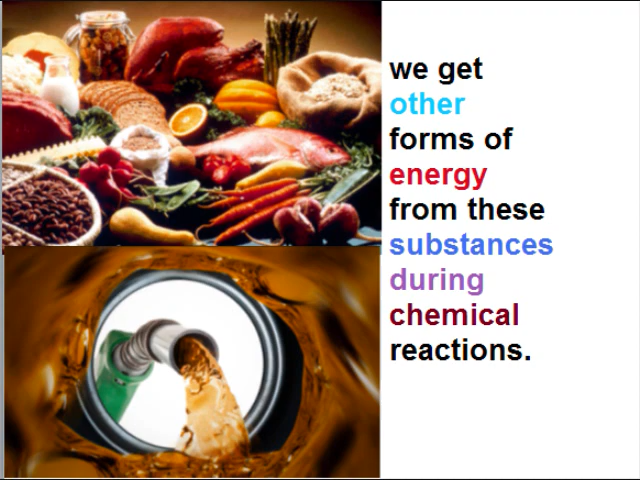 we get
other
forms of
energy
from these
substances
during
chemical
reactions.